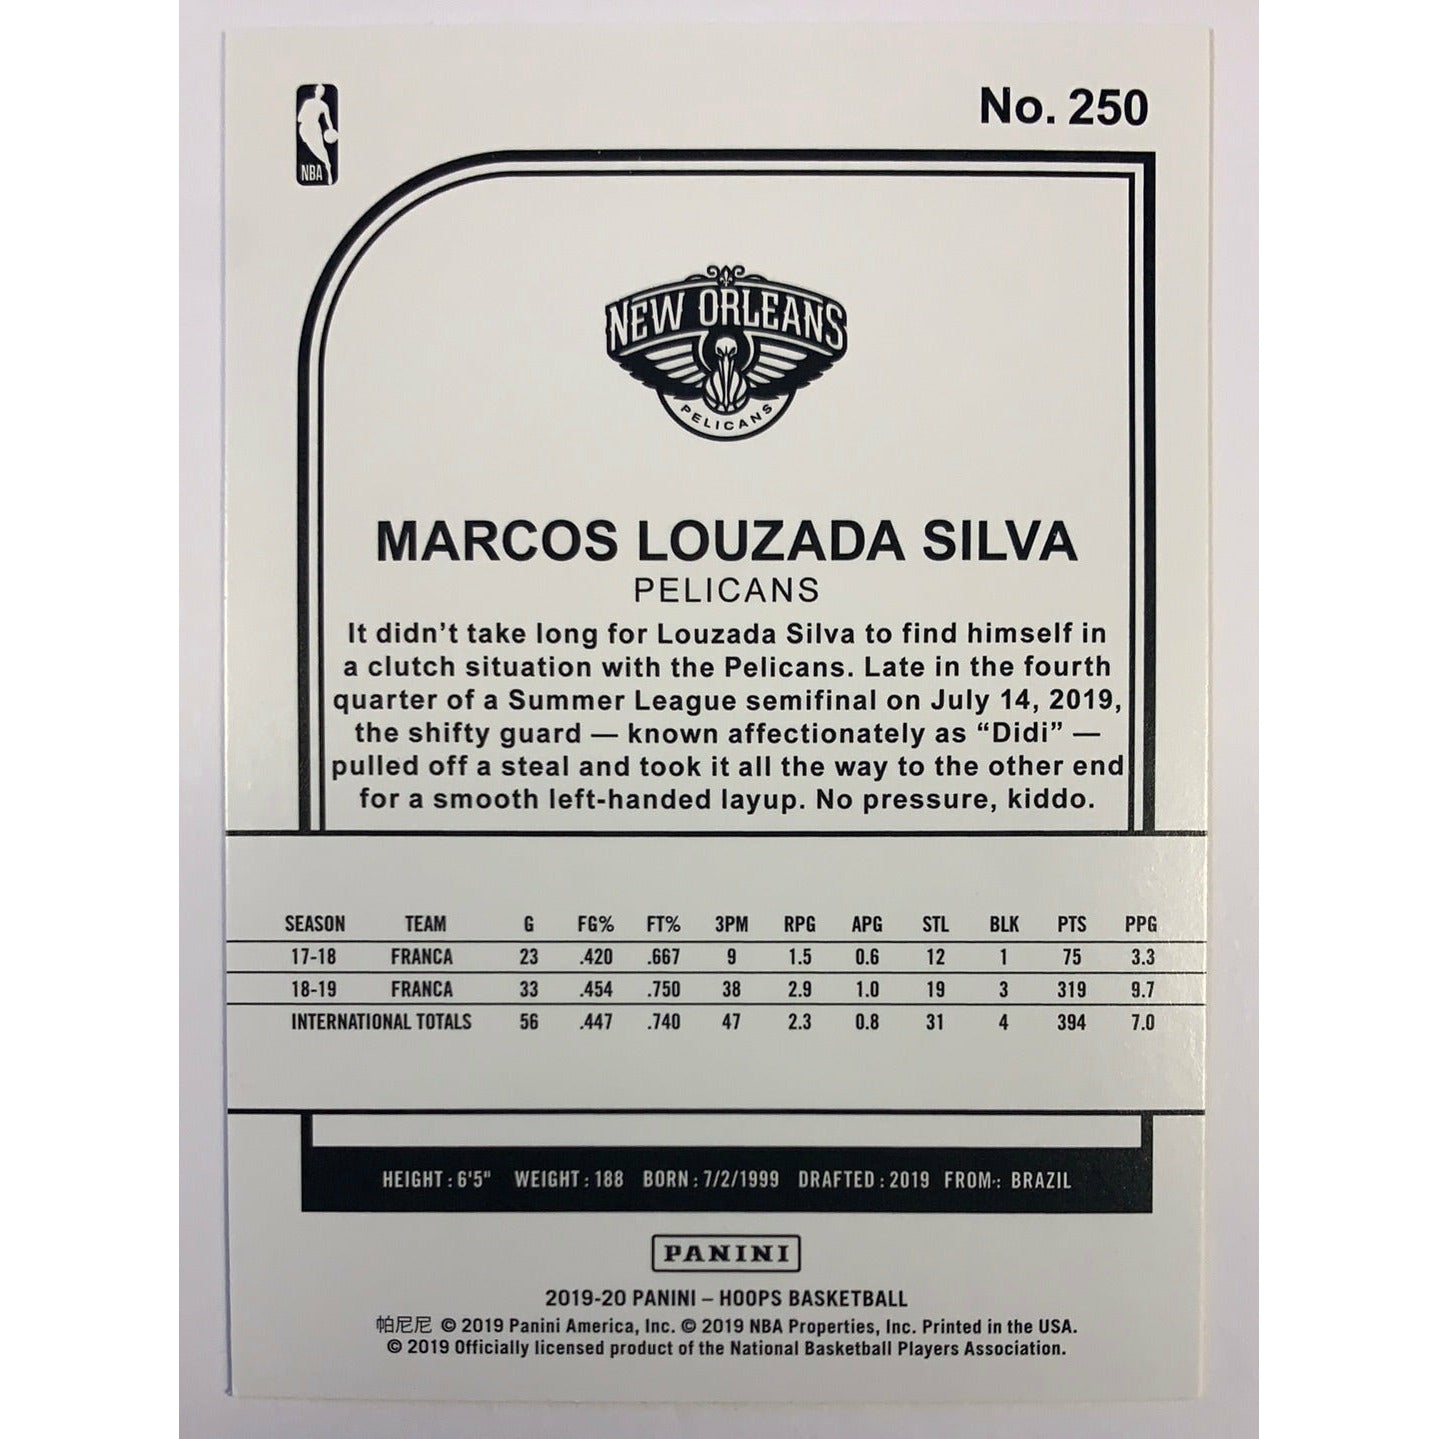 No. 250
NBA
NEW ORLEANS
PELICANS
MARCOS LOUZADA SILVA
PELICANS
It didn't take long for Louzada Silva to find himself in
a clutch situation with the Pelicans. Late in the fourth
quarter of a Summer League semifinal on July 14, 2019,
the shifty guard — known affectionately as “Didi” —
pulled off a steal and took it all the way to the other end
for a smooth left-handed layup. No pressure, kiddo.
SEASON TEAM G FG% FT% 3PM RPG APG STL BLK PTS PPG
17-18 FRANCA 23 .420 .667 9 1.5 0.6 12 1 75 3.3
18-19 FRANCA 33 .454 .750 38 2.9 1.0 19 3 319 9.7
INTERNATIONAL TOTALS 56 .447 .740 47 2.3 0.8 31 4 394 7.0
HEIGHT : 6'5" WEIGHT : 188 BORN : 7/2/1999 DRAFTED : 2019 FROM : BRAZIL
PANINI
2019-20 PANINI – HOOPS BASKETBALL
帕尼尼 © 2019 Panini America, Inc. © 2019 NBA Properties, Inc. Printed in the USA.
© 2019 Officially licensed product of the National Basketball Players Association.